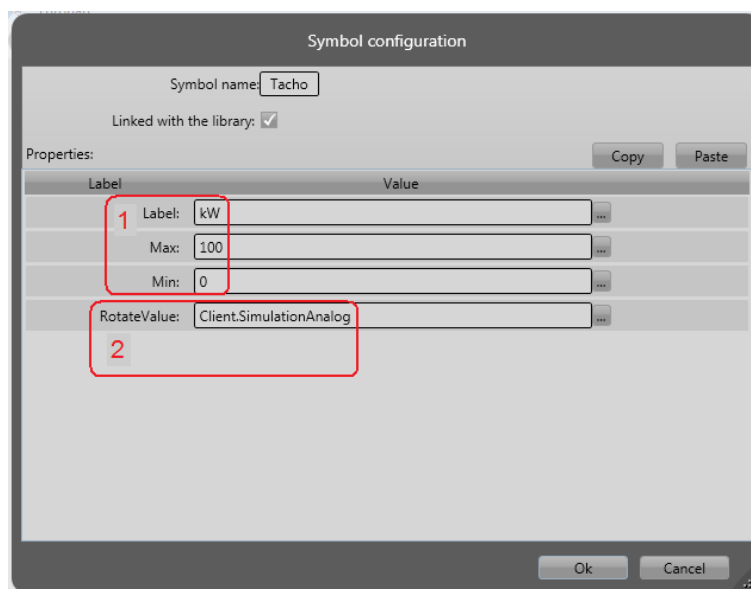 Symbol configuration
Symbol name: Tacho
Linked with the library:
Properties:
Copy
Paste
Label
Value
1
Label: kW ...
Max: 100 ...
Min: 0 ...
RotateValue: Client.SimulationAnalog ...
2
Ok
Cancel